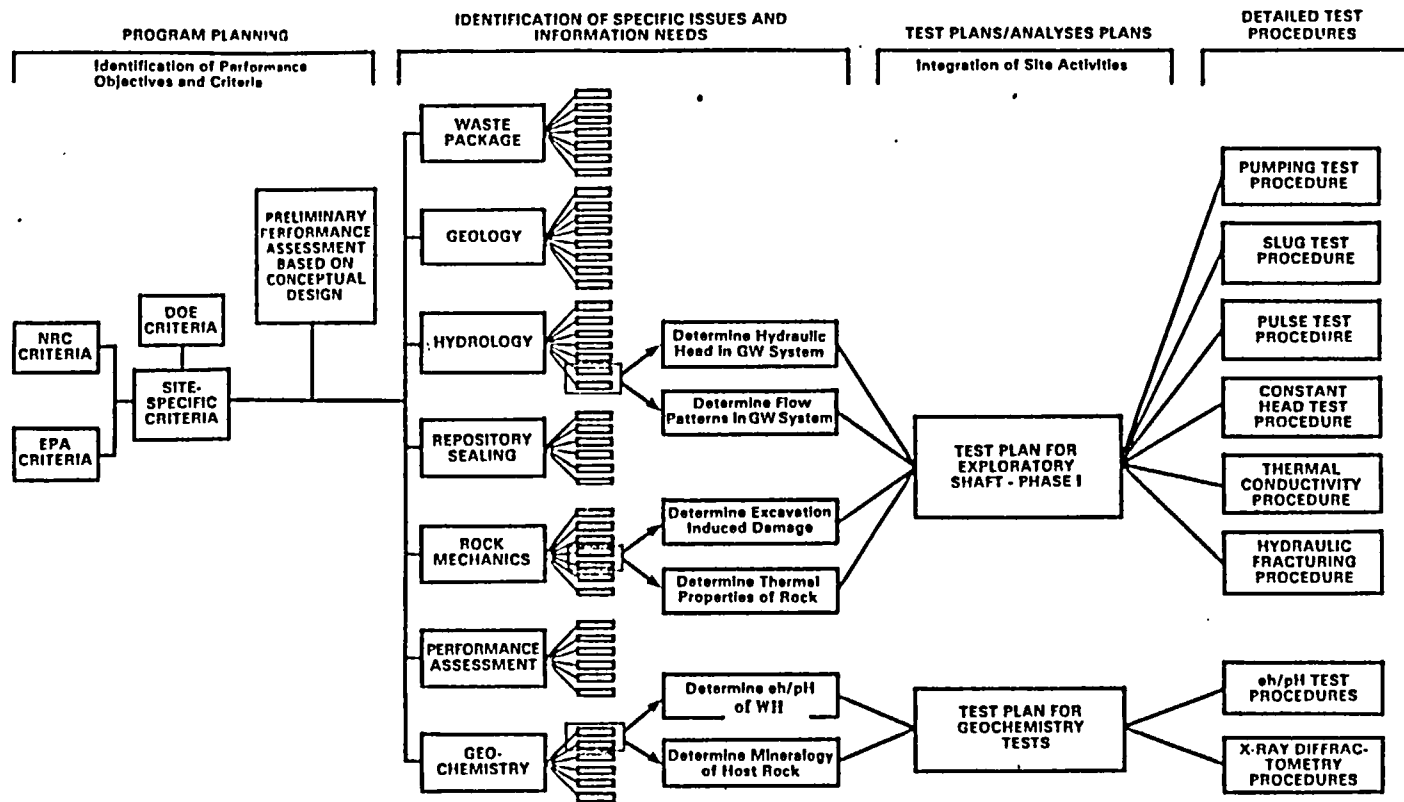 PROGRAM PLANNING
Identification of Performance
Objectives and Criteria
IDENTIFICATION OF SPECIFIC ISSUES AND
INFORMATION NEEDS
TEST PLANS/ANALYSES PLANS
Integration of Site Activities
DETAILED TEST
PROCEDURES
NRC
CRITERIA
EPA
CRITERIA
DOE
CRITERIA
SITE-
SPECIFIC
CRITERIA
PRELIMINARY
PERFORMANCE
ASSESSMENT
BASED ON
CONCEPTUAL
DESIGN
WASTE
PACKAGE
GEOLOGY
HYDROLOGY
REPOSITORY
SEALING
ROCK
MECHANICS
PERFORMANCE
ASSESSMENT
GEO-
CHEMISTRY
Determine Hydraulic
Head in GW System
Determine Flow
Patterns in GW System
Determine Excavation
Induced Damage
Determine Thermal
Properties of Rock
Determine eh/pH
of
Determine Mineralogy
of Host Rock
TEST PLAN FOR
EXPLORATORY
SHAFT - PHASE I
TEST PLAN FOR
GEOCHEMISTRY
TESTS
PUMPING TEST
PROCEDURE
SLUG TEST
PROCEDURE
PULSE TEST
PROCEDURE
CONSTANT
HEAD TEST
PROCEDURE
THERMAL
CONDUCTIVITY
PROCEDURE
HYDRAULIC
FRACTURING
PROCEDURE
eh/pH TEST
PROCEDURES
X-RAY DIFFRAC-
TOMETRY
PROCEDURES